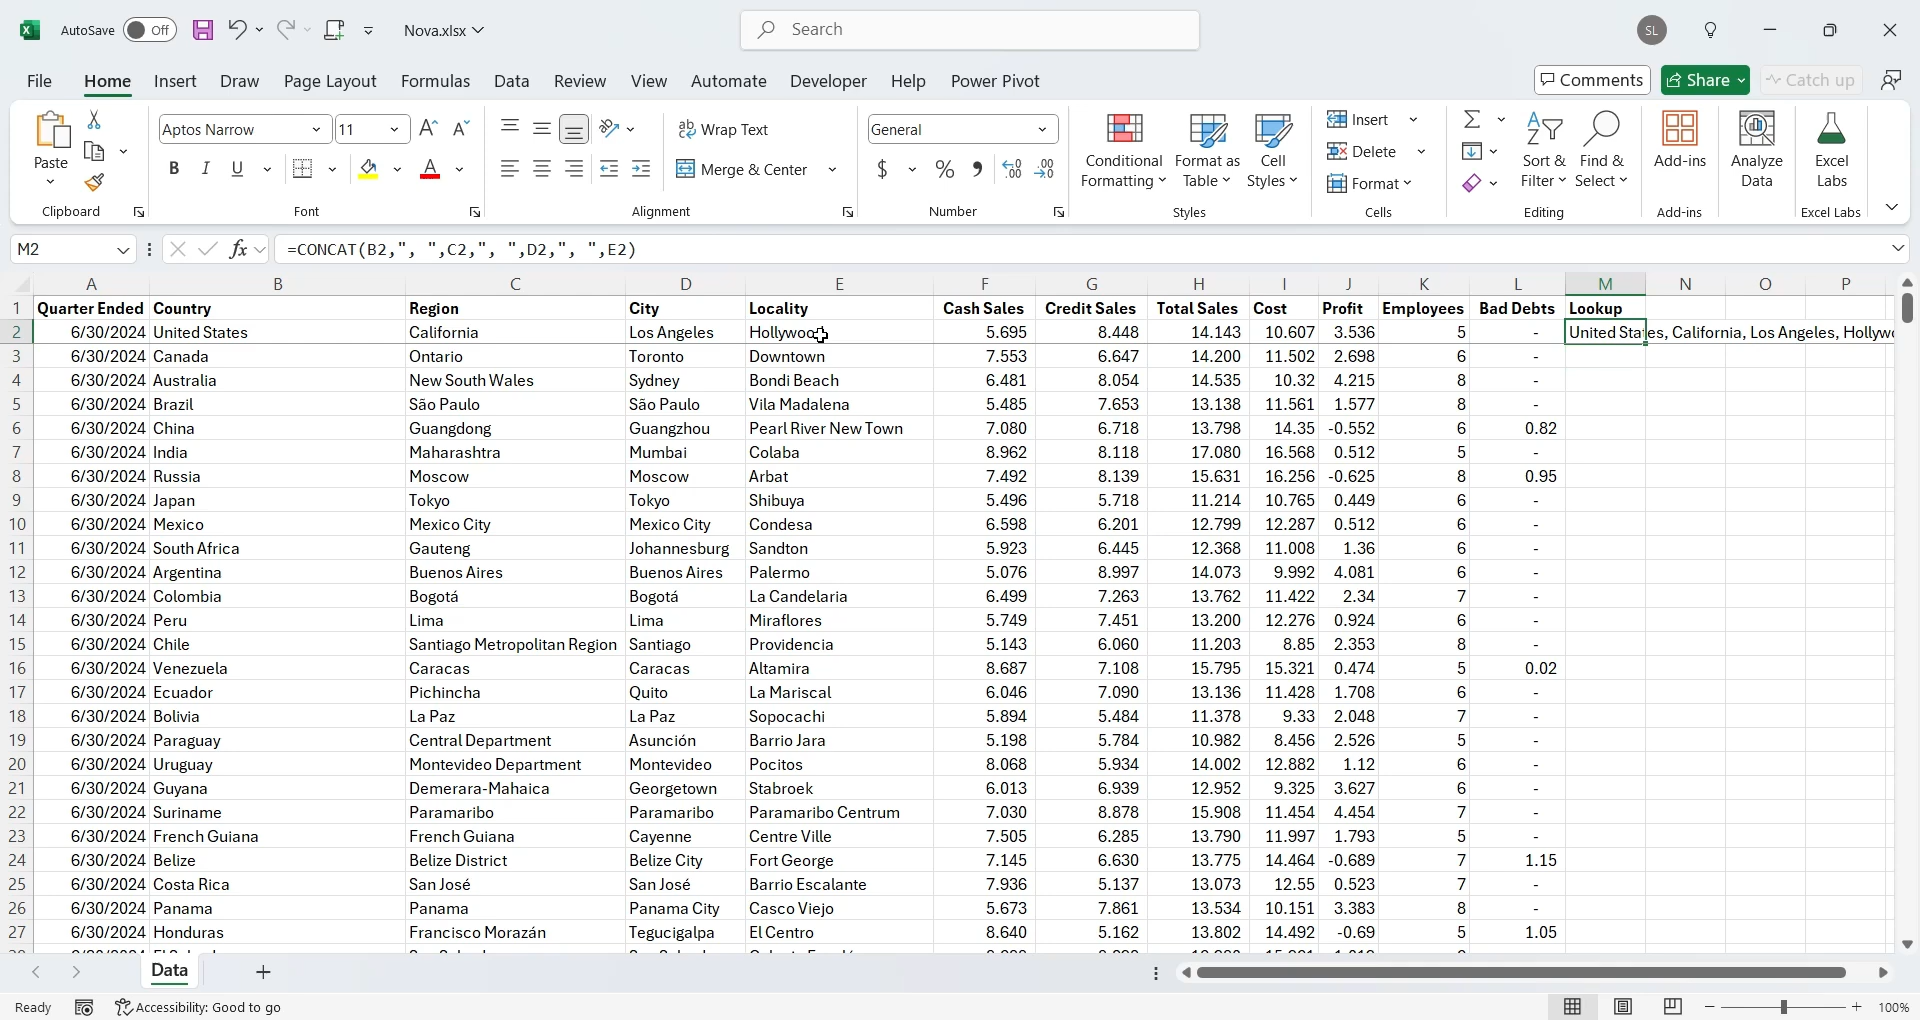 AutoSave Off Nova.xlsx Search SL
File Home Insert Draw Page Layout Formulas Data Review View Automate Developer Help Power Pivot Comments Share Catch up
Paste
Clipboard
Aptos Narrow 11
B I U A
Font
Wrap Text
Merge & Center
Alignment
General
$ % 9 .00 .00
Number
Conditional Formatting
Format as Table
Cell Styles
Styles
Insert
Delete
Format
Cells
Sort & Filter
Find & Select
Editing
Add-ins
Add-ins
Analyze Data
Excel Labs
Excel Labs
M2 fx =CONCAT(B2,", ",C2,", ",D2,", ",E2)
A B C D E F G H I J K L M N O P
1 Quarter Ended Country Region City Locality Cash Sales Credit Sales Total Sales Cost Profit Employees Bad Debts Lookup
2 6/30/2024 United States California Los Angeles Hollywood 5.695 8.448 14.143 10.607 3.536 5 - United States, California, Los Angeles, Hollywo
3 6/30/2024 Canada Ontario Toronto Downtown 7.553 6.647 14.200 11.502 2.698 6 -
4 6/30/2024 Australia New South Wales Sydney Bondi Beach 6.481 8.054 14.535 10.32 4.215 8 -
5 6/30/2024 Brazil São Paulo São Paulo Vila Madalena 5.485 7.653 13.138 11.561 1.577 8 -
6 6/30/2024 China Guangdong Guangzhou Pearl River New Town 7.080 6.718 13.798 14.35 -0.552 6 0.82
7 6/30/2024 India Maharashtra Mumbai Colaba 8.962 8.118 17.080 16.568 0.512 5 -
8 6/30/2024 Russia Moscow Moscow Arbat 7.492 8.139 15.631 16.256 -0.625 8 0.95
9 6/30/2024 Japan Tokyo Tokyo Shibuya 5.496 5.718 11.214 10.765 0.449 6 -
10 6/30/2024 Mexico Mexico City Mexico City Condesa 6.598 6.201 12.799 12.287 0.512 6 -
11 6/30/2024 South Africa Gauteng Johannesburg Sandton 5.923 6.445 12.368 11.008 1.36 6 -
12 6/30/2024 Argentina Buenos Aires Buenos Aires Palermo 5.076 8.997 14.073 9.992 4.081 6 -
13 6/30/2024 Colombia Bogotá Bogotá La Candelaria 6.499 7.263 13.762 11.422 2.34 7 -
14 6/30/2024 Peru Lima Lima Miraflores 5.749 7.451 13.200 12.276 0.924 6 -
15 6/30/2024 Chile Santiago Metropolitan Region Santiago Providencia 5.143 6.060 11.203 8.85 2.353 8 -
16 6/30/2024 Venezuela Caracas Caracas Altamira 8.687 7.108 15.795 15.321 0.474 5 0.02
17 6/30/2024 Ecuador Pichincha Quito La Mariscal 6.046 7.090 13.136 11.428 1.708 6 -
18 6/30/2024 Bolivia La Paz La Paz Sopocachi 5.894 5.484 11.378 9.33 2.048 7 -
19 6/30/2024 Paraguay Central Department Asunción Barrio Jara 5.198 5.784 10.982 8.456 2.526 5 -
20 6/30/2024 Uruguay Montevideo Department Montevideo Pocitos 8.068 5.934 14.002 12.882 1.12 6 -
21 6/30/2024 Guyana Demerara-Mahaica Georgetown Stabroek 6.013 6.939 12.952 9.325 3.627 6 -
22 6/30/2024 Suriname Paramaribo Paramaribo Paramaribo Centrum 7.030 8.878 15.908 11.454 4.454 7 -
23 6/30/2024 French Guiana French Guiana Cayenne Centre Ville 7.505 6.285 13.790 11.997 1.793 5 -
24 6/30/2024 Belize Belize District Belize City Fort George 7.145 6.630 13.775 14.464 -0.689 7 1.15
25 6/30/2024 Costa Rica San José San José Barrio Escalante 7.936 5.137 13.073 12.55 0.523 7 -
26 6/30/2024 Panama Panama Panama City Casco Viejo 5.673 7.861 13.534 10.151 3.383 8 -
27 6/30/2024 Honduras Francisco Morazán Tegucigalpa El Centro 8.640 5.162 13.802 14.492 -0.69 5 1.05
Data
Ready Accessibility: Good to go 100%